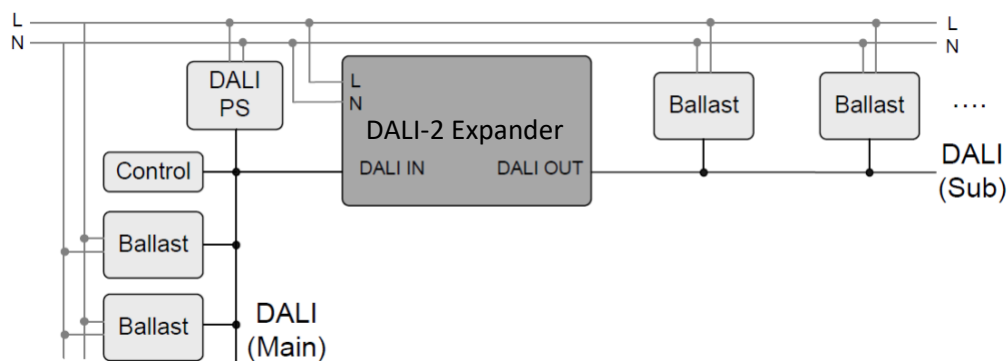 L
L
N
N
DALI
PS
L
N
DALI-2 Expander
DALI IN
DALI OUT
Ballast
Ballast
....
DALI
(Sub)
Control
Ballast
Ballast
DALI
(Main)